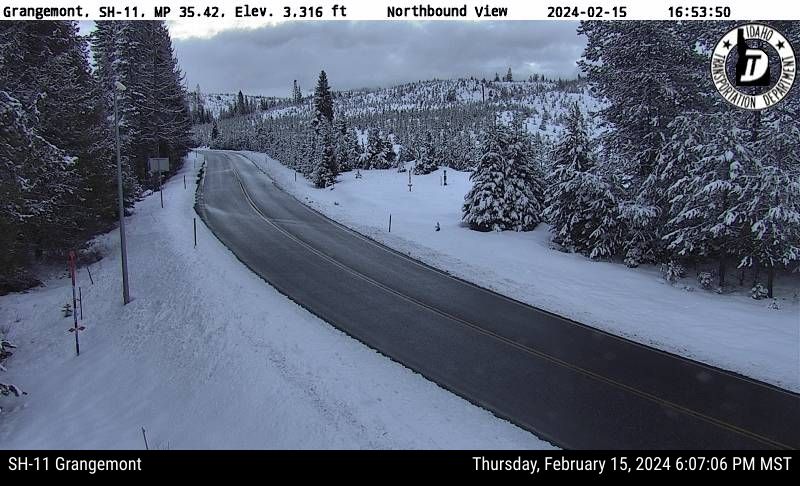 Grangemont, SH-11, MP 35.42, Elev. 3,316 ft Northbound View 2024-02-15 16:53:50
IDAHO
TRANSPORTATION DEPARTMENT
SH-11 Grangemont Thursday, February 15, 2024 6:07:06 PM MST